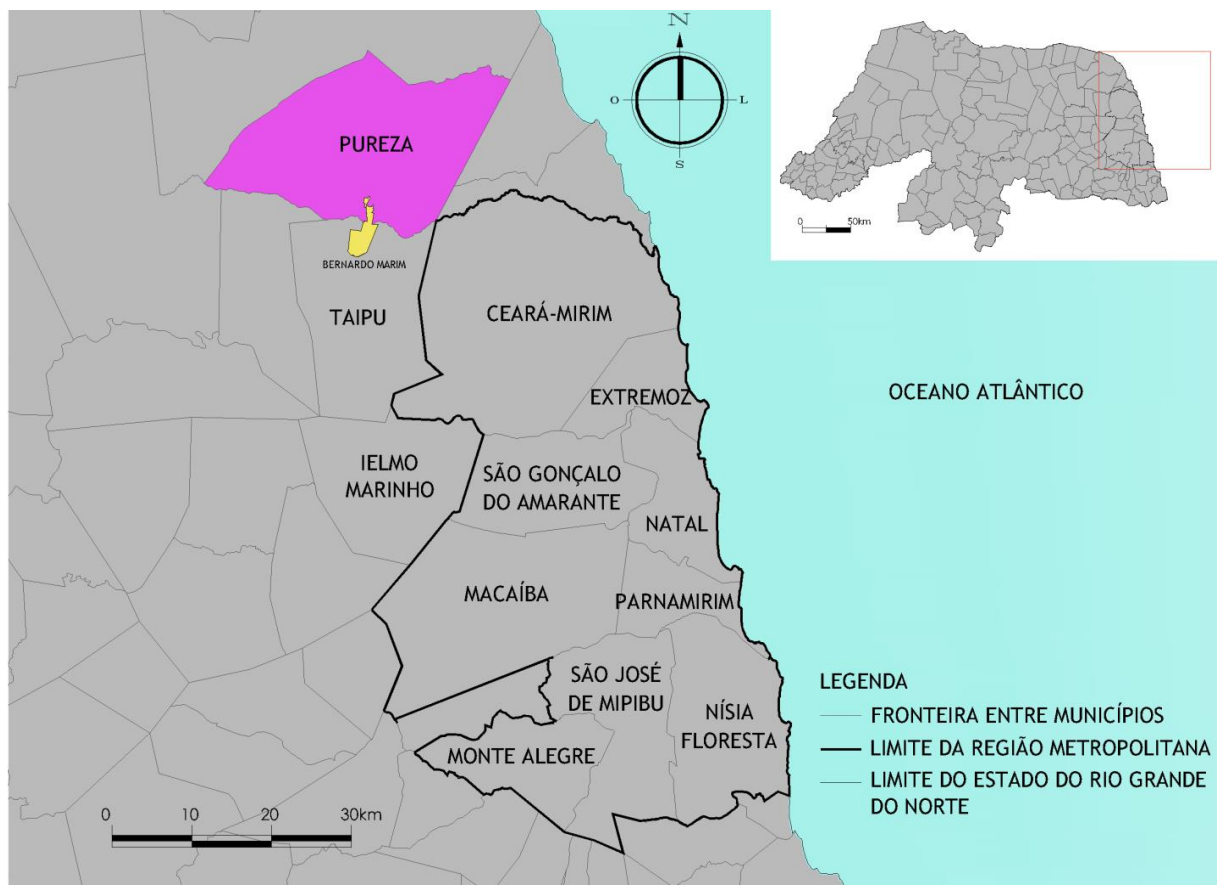 N
O
L
S
0
50km
PUREZA
BERNARDO MARIM
TAIPU
CEARÁ-MIRIM
EXTREMOZ
OCEANO ATLÂNTICO
IELMO
MARINHO
SÃO GONÇALO
DO AMARANTE
NATAL
MACAÍBA
PARNAMIRIM
SÃO JOSÉ
DE MIPIBU
NÍSIA
FLORESTA
MONTE ALEGRE
LEGENDA
FRONTEIRA ENTRE MUNICÍPIOS
LIMITE DA REGIÃO METROPOLITANA
LIMITE DO ESTADO DO RIO GRANDE
DO NORTE
0 10 20 30km